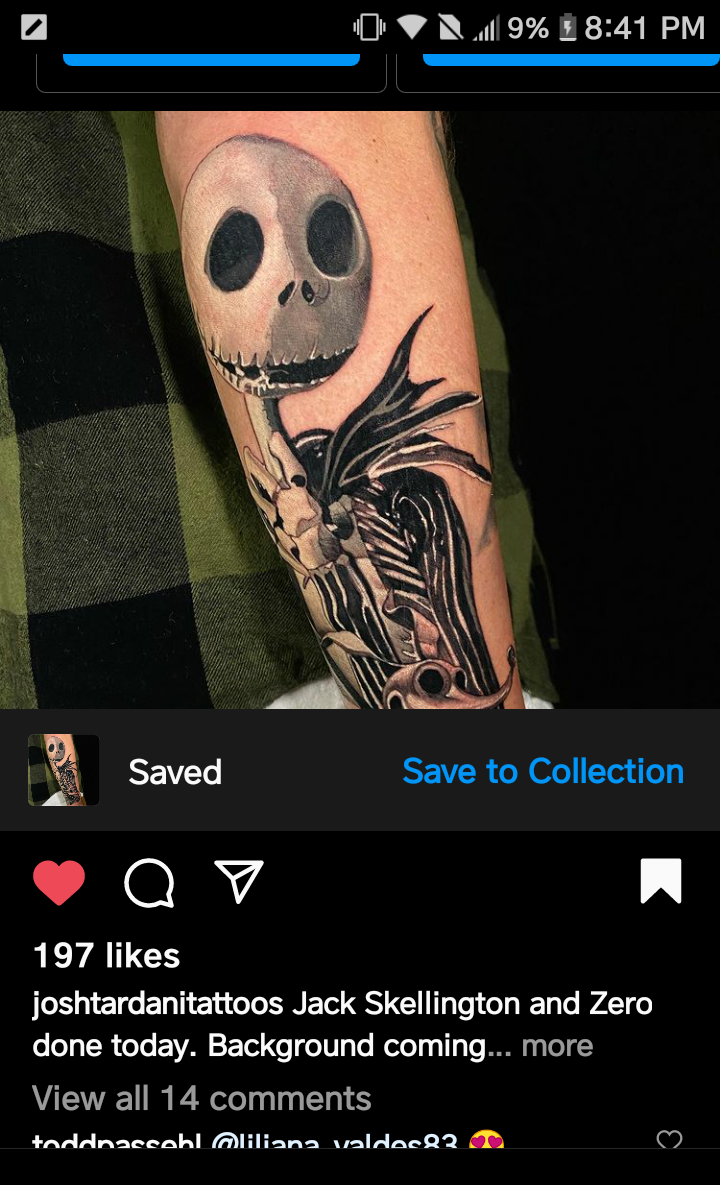 9% 8:41 PM
Saved Save to Collection
197 likes
joshtardanitattoos Jack Skellington and Zero
done today. Background coming... more
View all 14 comments
toddpassehl @liliana_valdes83 😍